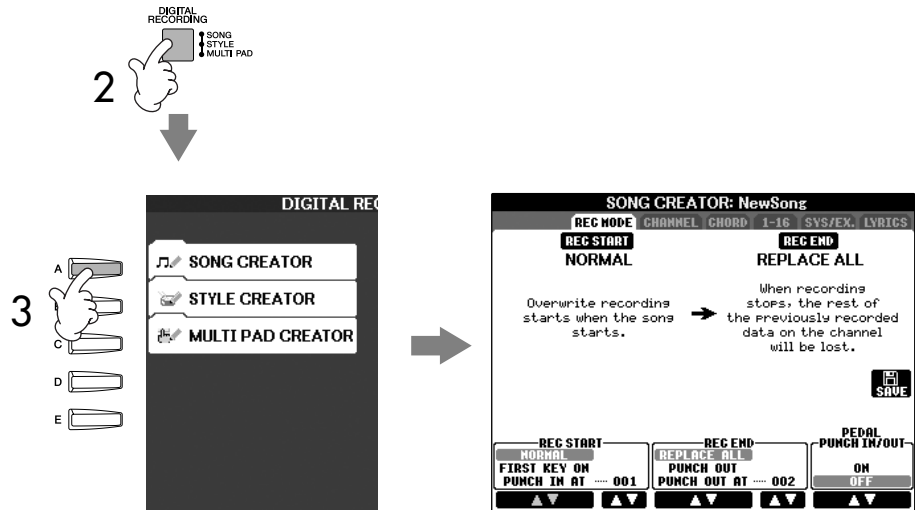 DIGITAL
RECORDING
SONG
STYLE
MULTI PAD
2
DIGITAL REC
A
SONG CREATOR
STYLE CREATOR
3
C
MULTI PAD CREATOR
D
E
SONG CREATOR: NewSong
REC MODE CHANNEL CHORD 1-16 SYS/EX. LYRICS
REC START REC END
NORMAL REPLACE ALL
Overwrite recording
starts when the song
starts.
When recording
stops, the rest of
the previously recorded
data on the channel
will be lost.
SAVE
REC START
NORMAL
FIRST KEY ON
PUNCH IN AT ···· 001
REC END
REPLACE ALL
PUNCH OUT
PUNCH OUT AT ···· 002
PEDAL
PUNCH IN/OUT
ON
OFF